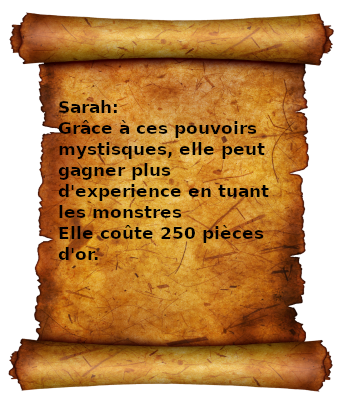 Sarah:
Grâce à ces pouvoirs
mystisques, elle peut
gagner plus
d'experience en tuant
les monstres
Elle coûte 250 pièces
d'or.